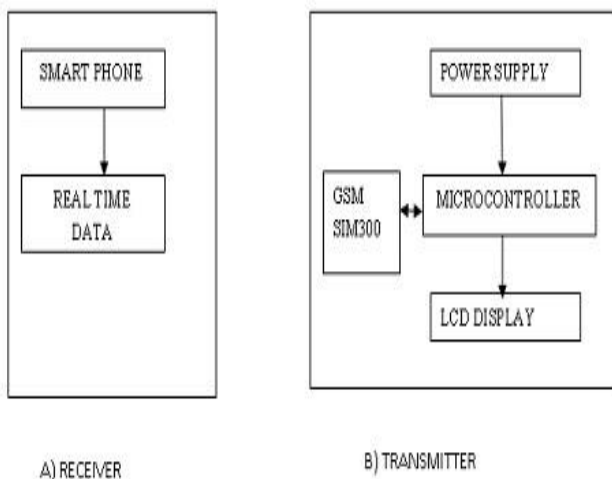 SMART PHONE
REAL TIME
DATA
A) RECEIVER
POWER SUPPLY
GSM
SIM300
MICROCONTROLLER
LCD DISPLAY
B) TRANSMITTER